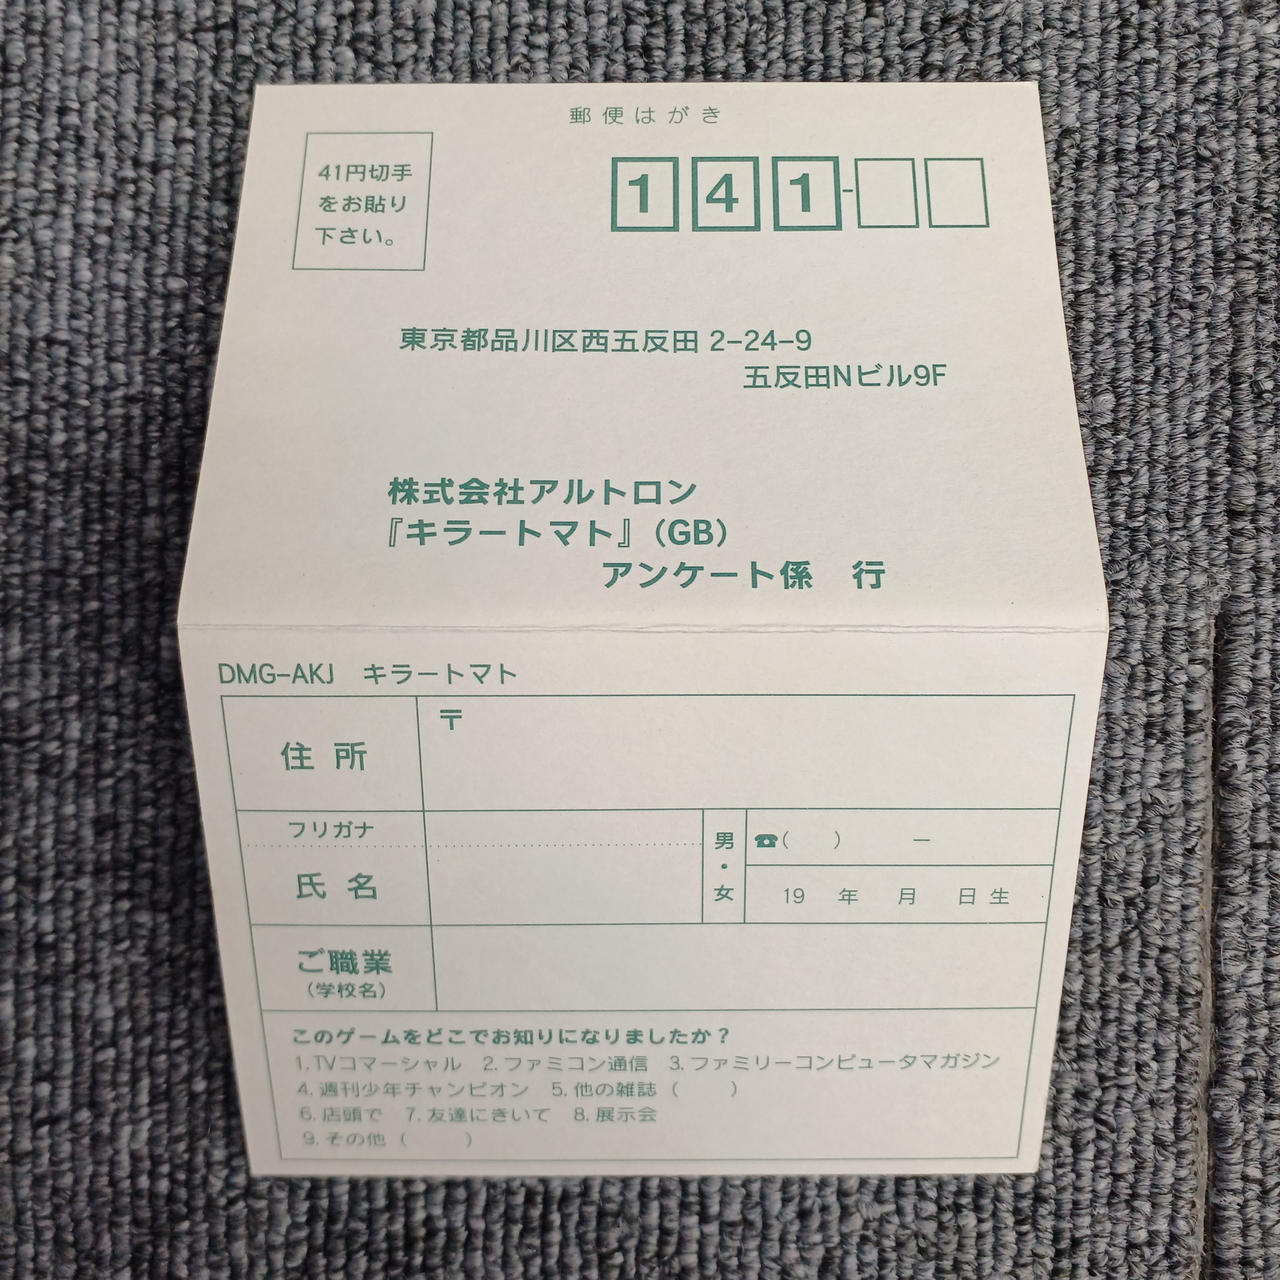 郵便はがき
41円切手
をお貼り
下さい。
141-
東京都品川区西五反田 2-24-9
五反田Nビル9F
株式会社アルトロン
『キラートマト』(GB)
アンケート係 行
DMG-AKJ キラートマト
住所
〒
フリガナ
氏名
男・女
☎( ) ー
19 年 月 日生
ご職業
(学校名)
このゲームをどこでお知りになりましたか?
1. TVコマーシャル 2. ファミコン通信 3. ファミリーコンピュータマガジン
4. 週刊少年チャンピオン 5. 他の雑誌 ( )
6. 店頭で 7. 友達にきいて 8. 展示会
9. その他 ( )